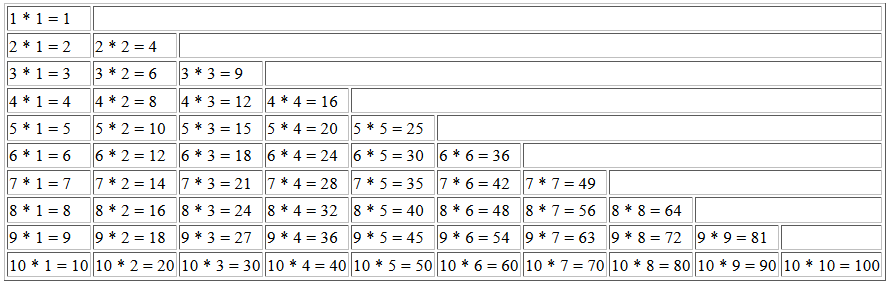 1 * 1 = 1
2 * 1 = 2 2 * 2 = 4
3 * 1 = 3 3 * 2 = 6 3 * 3 = 9
4 * 1 = 4 4 * 2 = 8 4 * 3 = 12 4 * 4 = 16
5 * 1 = 5 5 * 2 = 10 5 * 3 = 15 5 * 4 = 20 5 * 5 = 25
6 * 1 = 6 6 * 2 = 12 6 * 3 = 18 6 * 4 = 24 6 * 5 = 30 6 * 6 = 36
7 * 1 = 7 7 * 2 = 14 7 * 3 = 21 7 * 4 = 28 7 * 5 = 35 7 * 6 = 42 7 * 7 = 49
8 * 1 = 8 8 * 2 = 16 8 * 3 = 24 8 * 4 = 32 8 * 5 = 40 8 * 6 = 48 8 * 7 = 56 8 * 8 = 64
9 * 1 = 9 9 * 2 = 18 9 * 3 = 27 9 * 4 = 36 9 * 5 = 45 9 * 6 = 54 9 * 7 = 63 9 * 8 = 72 9 * 9 = 81
10 * 1 = 10 10 * 2 = 20 10 * 3 = 30 10 * 4 = 40 10 * 5 = 50 10 * 6 = 60 10 * 7 = 70 10 * 8 = 80 10 * 9 = 90 10 * 10 = 100